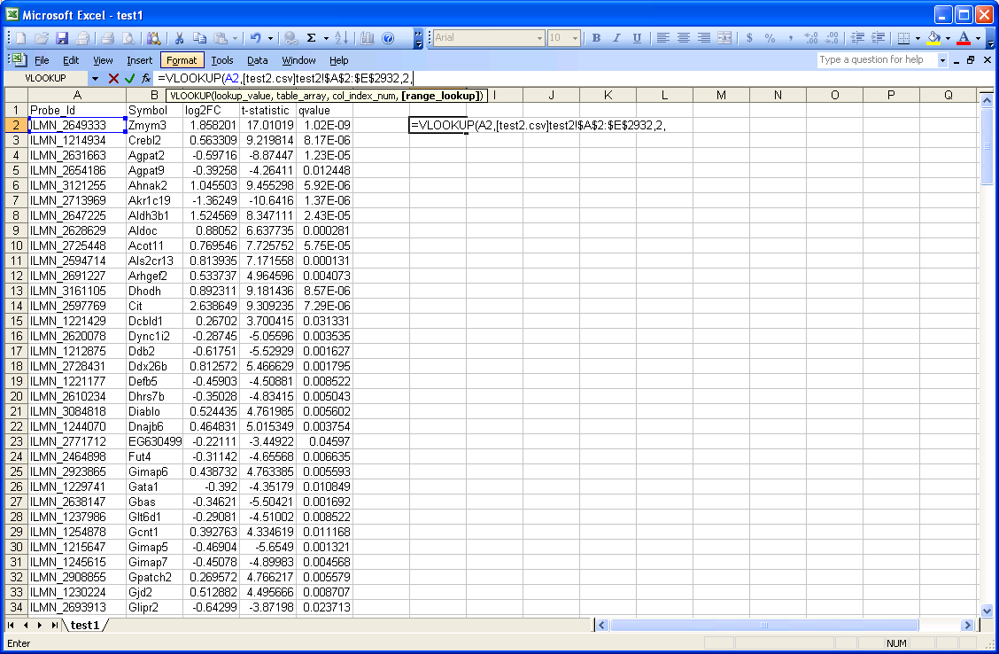 Microsoft Excel - test1
Arial 10 B I U $ % , .00 .00
File Edit View Insert Format Tools Data Window Help Type a question for help
VLOOKUP fx =VLOOKUP(A2,[test2.csv]test2!$A$2:$E$2932,2,
VLOOKUP(lookup_value, table_array, col_index_num, [range_lookup])
A B I J K L M N O P Q
1 Probe_Id Symbol log2FC t-statistic qvalue
2 ILMN_2649333 Zmym3 1.858201 17.01019 1.02E-09 =VLOOKUP(A2,[test2.csv]test2!$A$2:$E$2932,2,
3 ILMN_1214934 Crebl2 0.563309 9.219814 8.17E-06
4 ILMN_2631663 Agpat2 -0.59716 -8.87447 1.23E-05
5 ILMN_2654186 Agpat9 -0.39258 -4.26411 0.012448
6 ILMN_3121255 Ahnak2 1.045503 9.455298 5.92E-06
7 ILMN_2713969 Akr1c19 -1.36249 -10.6416 1.37E-06
8 ILMN_2647225 Aldh3b1 1.524569 8.347111 2.43E-05
9 ILMN_2628629 Aldoc 0.88052 6.637735 0.000281
10 ILMN_2725448 Acot11 0.769546 7.725752 5.75E-05
11 ILMN_2594714 Als2cr13 0.813935 7.171558 0.000131
12 ILMN_2691227 Arhgef2 0.533737 4.964596 0.004073
13 ILMN_3161105 Dhodh 0.892311 9.181436 8.57E-06
14 ILMN_2597769 Cit 2.638649 9.309235 7.29E-06
15 ILMN_1221429 Dcbld1 0.26702 3.700415 0.031331
16 ILMN_2620078 Dync1i2 -0.28745 -5.05596 0.003535
17 ILMN_1212875 Ddb2 -0.61751 -5.52929 0.001627
18 ILMN_2728431 Ddx26b 0.812572 5.466629 0.001795
19 ILMN_1221177 Defb5 -0.45903 -4.50881 0.008522
20 ILMN_2610234 Dhrs7b -0.35028 -4.83415 0.005043
21 ILMN_3084818 Diablo 0.524435 4.761985 0.005602
22 ILMN_1244070 Dnajb6 0.464831 5.015349 0.003754
23 ILMN_2771712 EG630499 -0.22111 -3.44922 0.04597
24 ILMN_2464898 Fut4 -0.31142 -4.65568 0.006635
25 ILMN_2923865 Gimap6 0.438732 4.763385 0.005593
26 ILMN_1229741 Gata1 -0.392 -4.35179 0.010849
27 ILMN_2638147 Gbas -0.34621 -5.50421 0.001692
28 ILMN_1237986 Glt6d1 -0.29081 -4.51002 0.008522
29 ILMN_1254878 Gcnt1 0.392763 4.334619 0.011168
30 ILMN_1215647 Gimap5 -0.46904 -5.6549 0.001321
31 ILMN_1245615 Gimap7 -0.45078 -4.89983 0.004568
32 ILMN_2908855 Gpatch2 0.269572 4.766217 0.005579
33 ILMN_1230224 Gjd2 0.512882 4.495666 0.008707
34 ILMN_2693913 Glipr2 -0.64299 -3.87198 0.023713
test1
Enter NUM